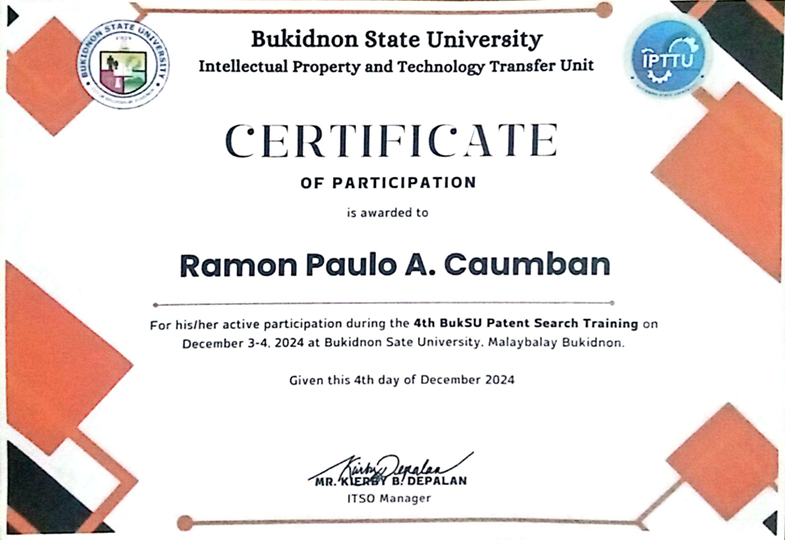 Bukidnon State University
Intellectual Property and Technology Transfer Unit
BUKIDNON STATE UNIVERSITY
IPTTU
CERTIFICATE
OF PARTICIPATION
is awarded to
Ramon Paulo A. Caumban
For his/her active participation during the 4th BukSU Patent Search Training on
December 3-4, 2024 at Bukidnon Sate University, Malaybalay Bukidnon.
Given this 4th day of December 2024
Kirby Depalan
MR. KIERBY B. DEPALAN
ITSO Manager